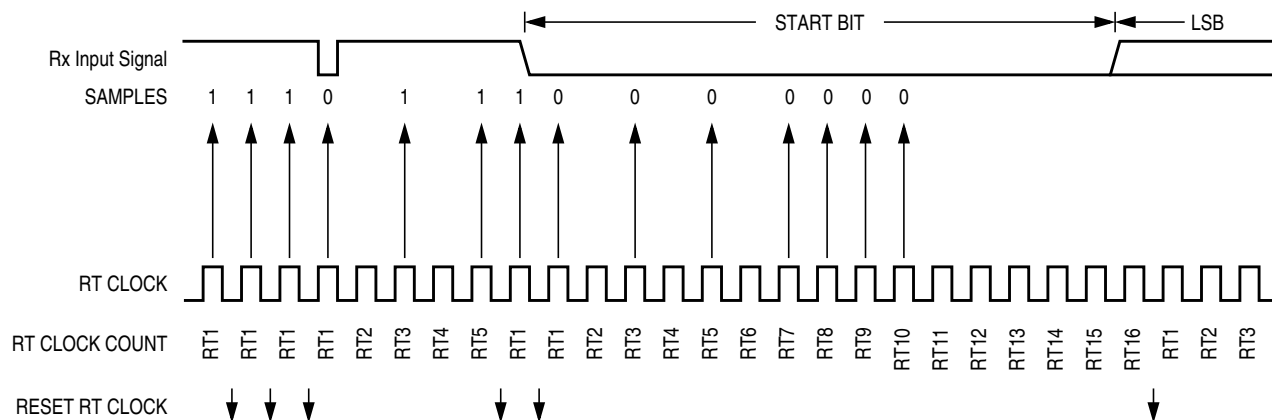 START BIT LSB
Rx Input Signal
SAMPLES 1 1 1 0 1 1 1 0 0 0 0 0 0 0
RT CLOCK
RT CLOCK COUNT RT1 RT1 RT1 RT1 RT2 RT3 RT4 RT5 RT1 RT1 RT2 RT3 RT4 RT5 RT6 RT7 RT8 RT9 RT10 RT11 RT12 RT13 RT14 RT15 RT16 RT1 RT2 RT3
RESET RT CLOCK